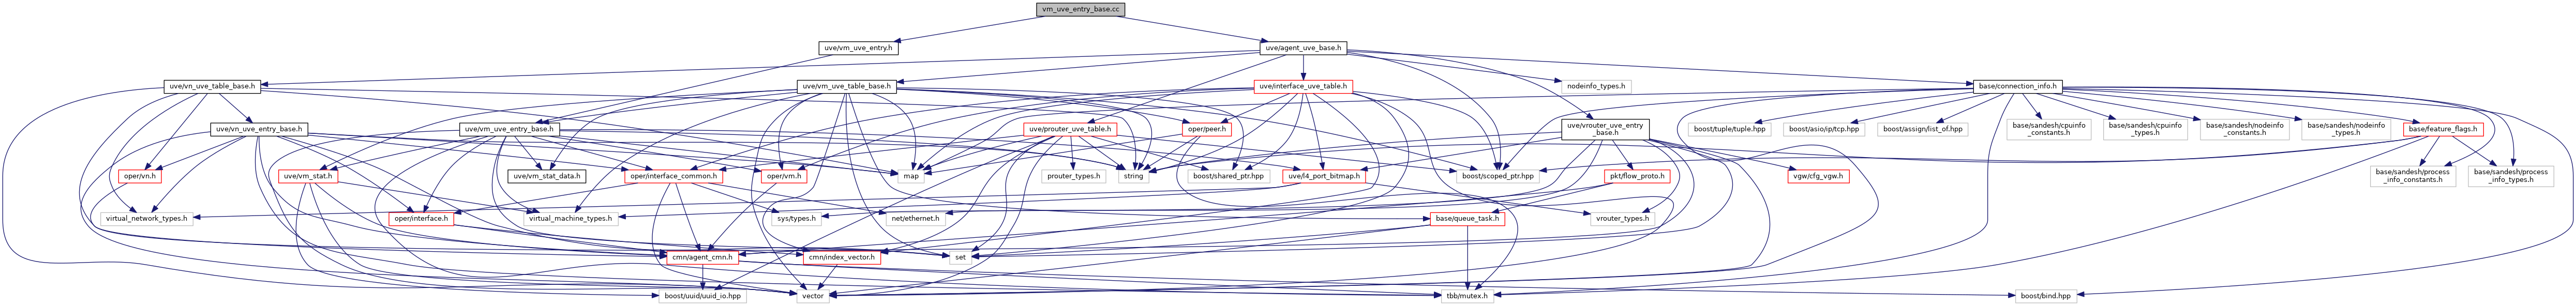 vm_uve_entry_base.cc
uve/vm_uve_entry.h
uve/agent_uve_base.h
uve/vn_uve_table_base.h
uve/vm_uve_table_base.h
uve/interface_uve_table.h
nodeinfo_types.h
base/connection_info.h
uve/vn_uve_entry_base.h
uve/vm_uve_entry_base.h
uve/prouter_uve_table.h
oper/peer.h
uve/vrouter_uve_entry
_base.h
boost/tuple/tuple.hpp
boost/asio/ip/tcp.hpp
boost/assign/list_of.hpp
base/sandesh/cpuinfo
_constants.h
base/sandesh/cpuinfo
_types.h
base/sandesh/nodeinfo
_constants.h
base/sandesh/nodeinfo
_types.h
base/feature_flags.h
oper/vn.h
uve/vm_stat.h
uve/vm_stat_data.h
oper/interface_common.h
oper/vm.h
map
prouter_types.h
string
boost/shared_ptr.hpp
uve/l4_port_bitmap.h
boost/scoped_ptr.hpp
pkt/flow_proto.h
vgw/cfg_vgw.h
base/sandesh/process
_info_constants.h
base/sandesh/process
_info_types.h
virtual_network_types.h
oper/interface.h
virtual_machine_types.h
sys/types.h
net/ethernet.h
base/queue_task.h
vrouter_types.h
cmn/agent_cmn.h
cmn/index_vector.h
set
boost/uuid/uuid_io.hpp
vector
tbb/mutex.h
boost/bind.hpp